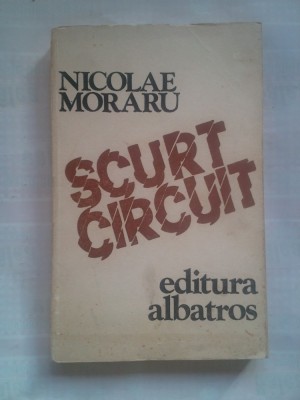 NICOLAE
MORARU
SCURT
CIRCUIT
editura
albatros